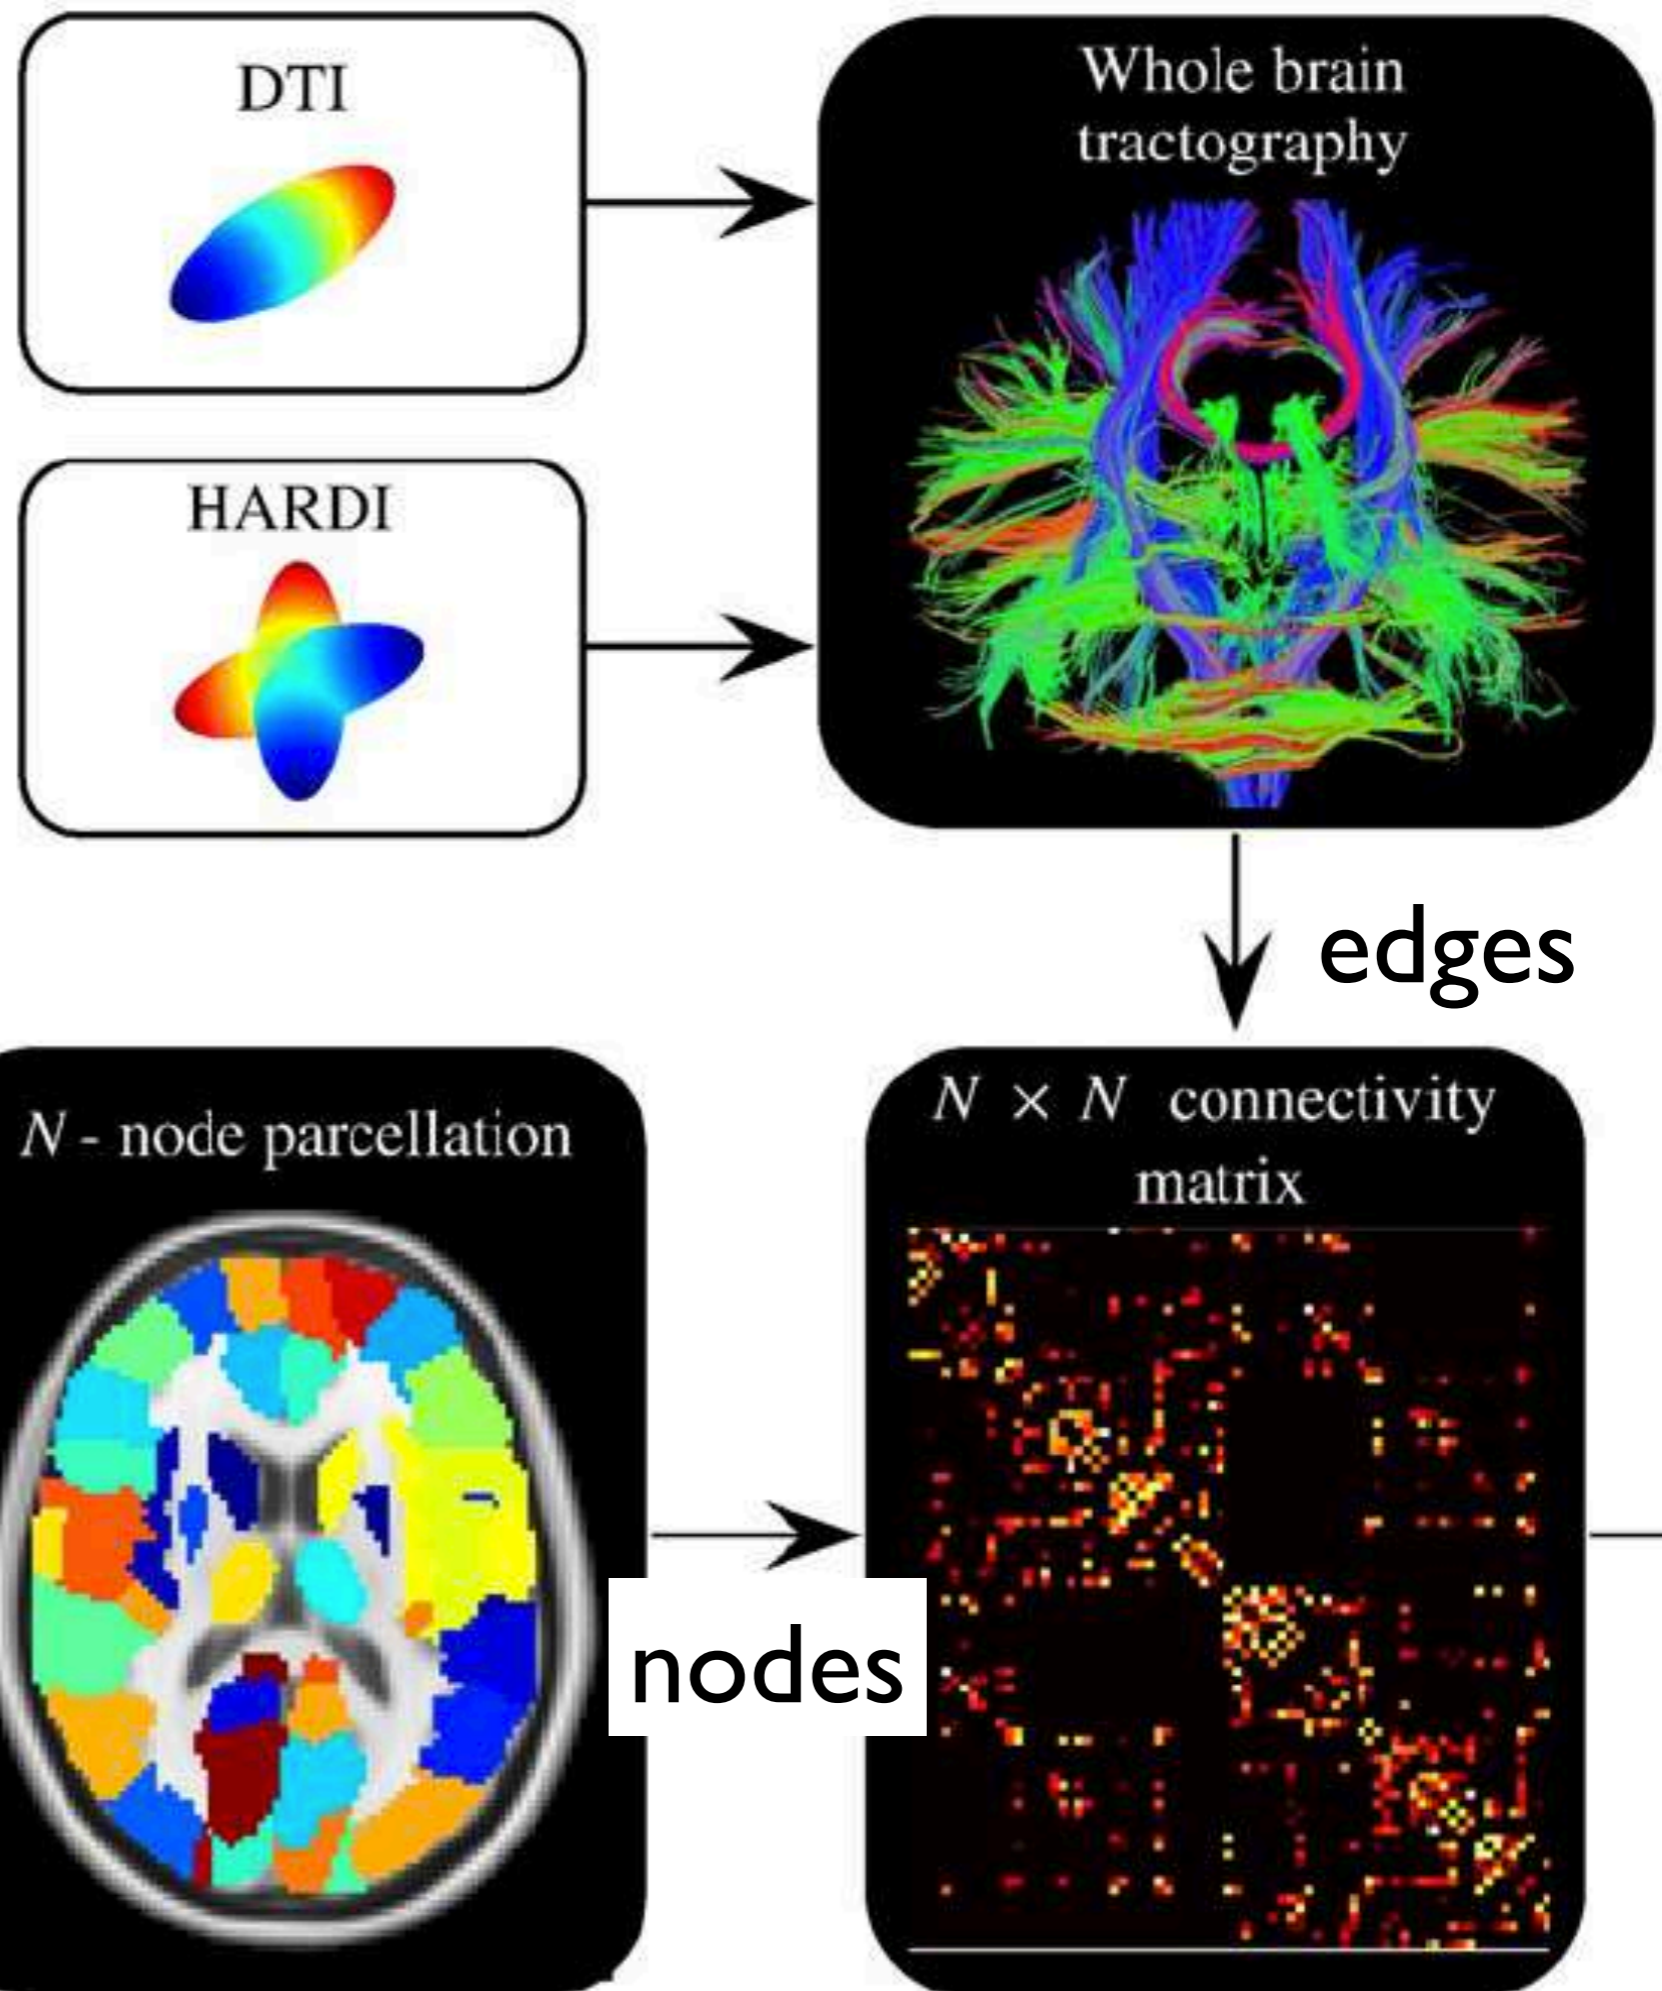 DTI
Whole brain
tractography
HARDI
edges
N - node parcellation
N × N connectivity
matrix
nodes